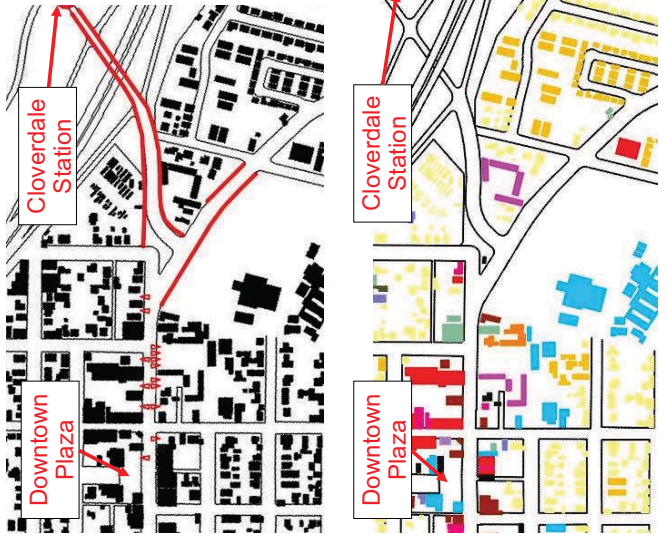 Cloverdale
Station
Downtown
Plaza
Cloverdale
Station
Downtown
Plaza